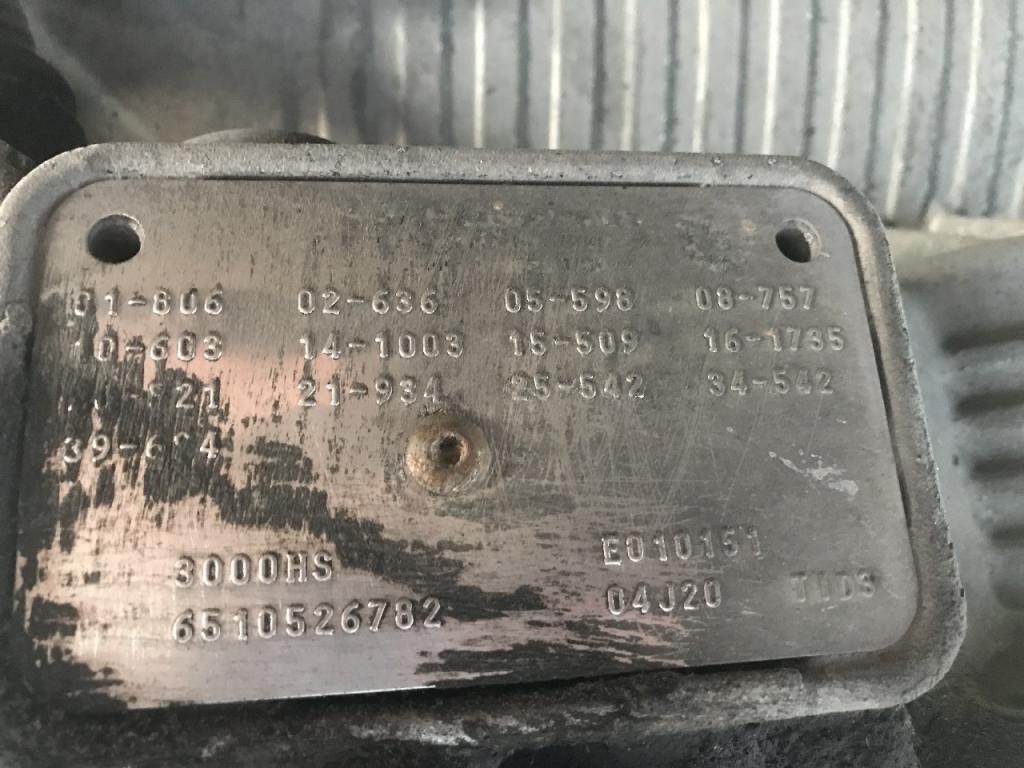 01-806 02-636 05-598 08-757
10-603 14-1003 15-509 16-1735
21-934 25-542 34-542
3000HS E010151
6510526782 04J20 T1D3